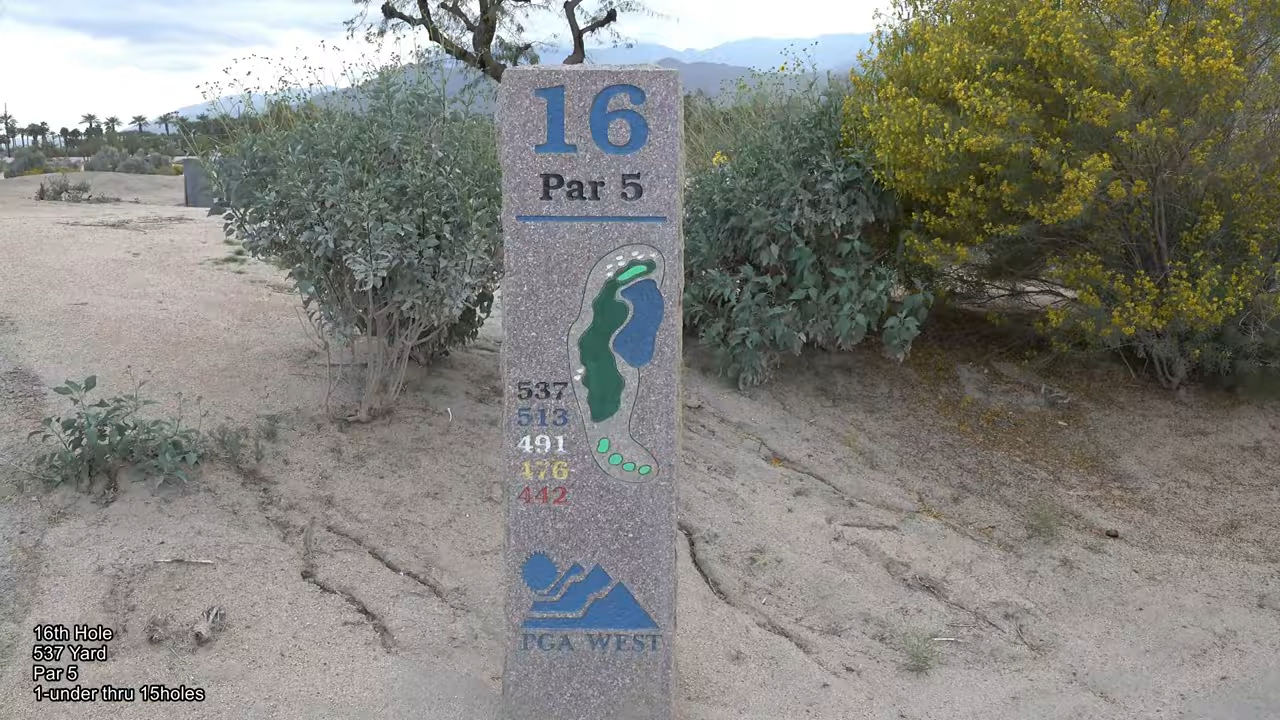 16
Par 5
537
513
491
476
442
PGA WEST
16th Hole
537 Yard
Par 5
1-under thru 15holes